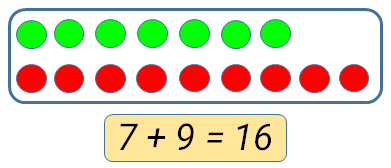 7 + 9 = 16